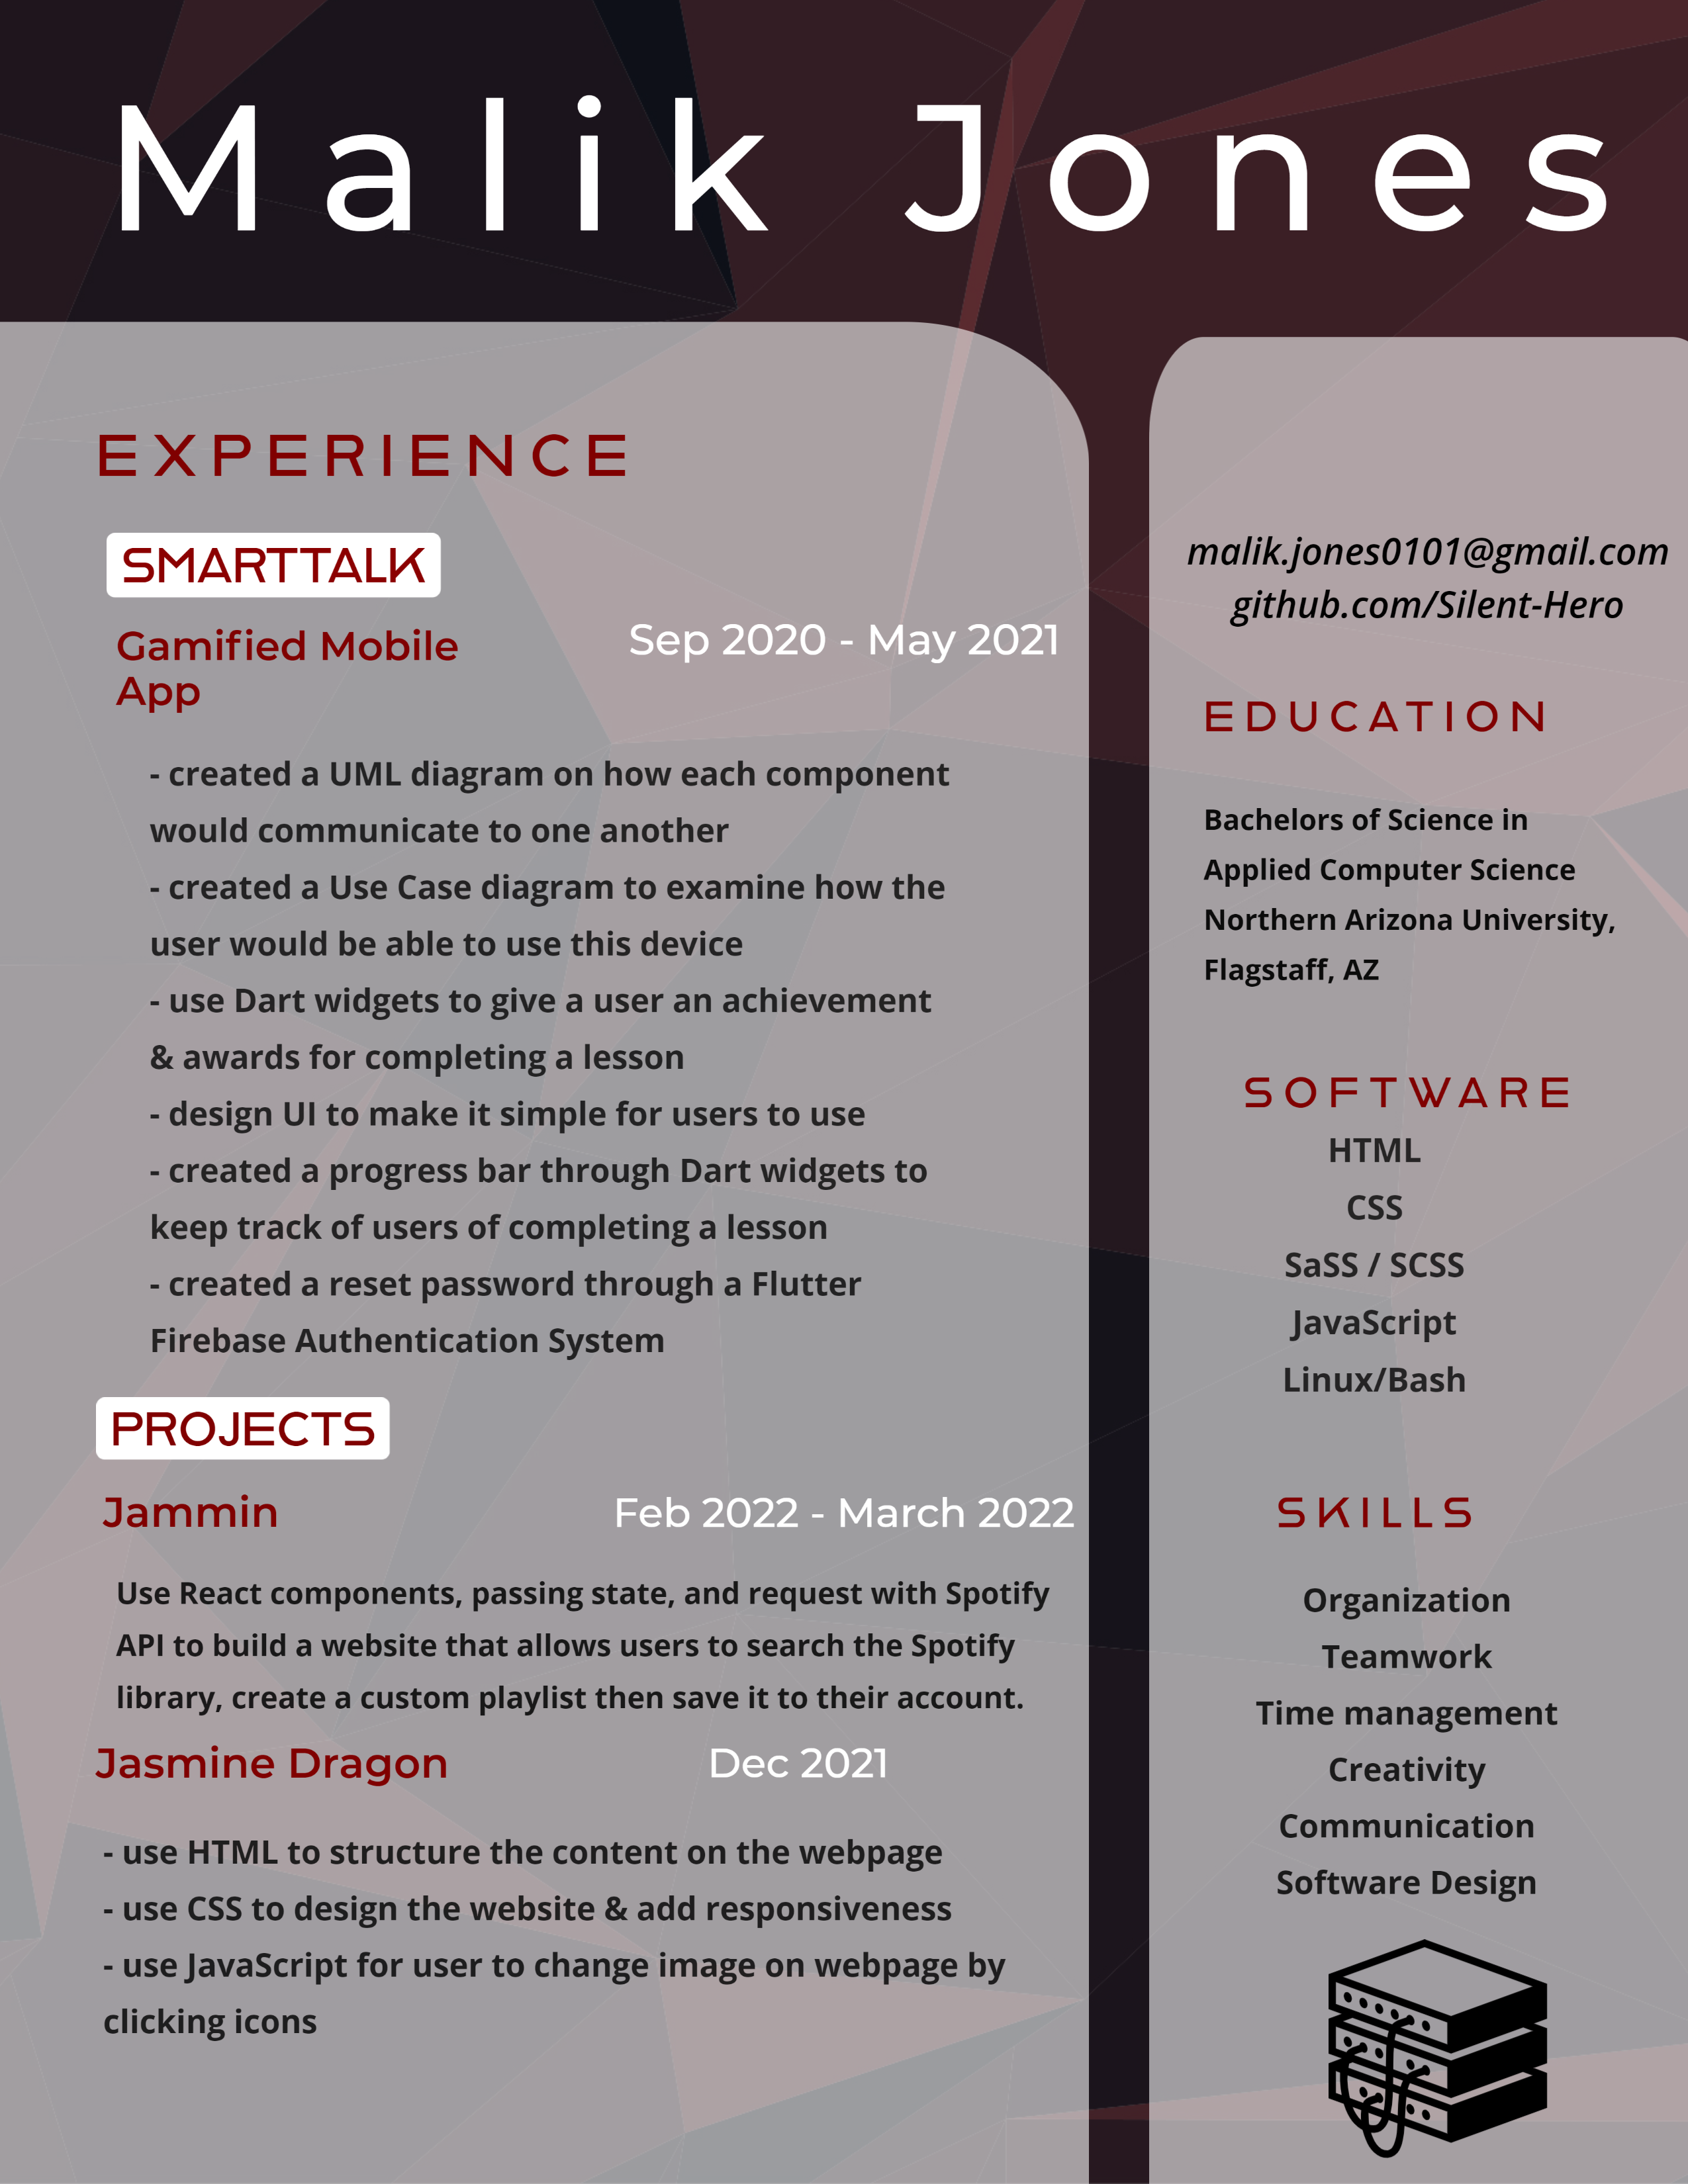 Malik Jones
EXPERIENCE
SMARTTALK
Gamified Mobile
App
Sep 2020 - May 2021
- created a UML diagram on how each component
would communicate to one another
- created a Use Case diagram to examine how the
user would be able to use this device
- use Dart widgets to give a user an achievement
& awards for completing a lesson
- design UI to make it simple for users to use
- created a progress bar through Dart widgets to
keep track of users of completing a lesson
- created a reset password through a Flutter
Firebase Authentication System
PROJECTS
Jammin
Feb 2022 - March 2022
Use React components, passing state, and request with Spotify
API to build a website that allows users to search the Spotify
library, create a custom playlist then save it to their account.
Jasmine Dragon
Dec 2021
- use HTML to structure the content on the webpage
- use CSS to design the website & add responsiveness
- use JavaScript for user to change image on webpage by
clicking icons
malik.jones0101@gmail.com
github.com/Silent-Hero
EDUCATION
Bachelors of Science in
Applied Computer Science
Northern Arizona University,
Flagstaff, AZ
SOFTWARE
HTML
CSS
SaSS / SCSS
JavaScript
Linux/Bash
SKILLS
Organization
Teamwork
Time management
Creativity
Communication
Software Design